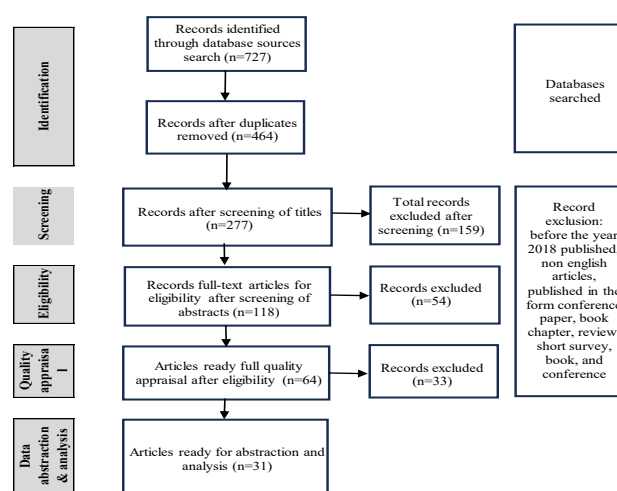 Identification
Records identified
through database sources
search (n=727)
Records after duplicates
removed (n=464)
Databases
searched
Screening
Records after screening of titles
(n=277)
Total records
excluded after
screening (n=159)
Record
exclusion:
before the year
2018 published,
non english
articles,
published in the
form conference
paper, book
chapter, review,
short survey,
book, and
conference
Eligibility
Records full-text articles for
eligibility after screening of
abstracts (n=118)
Records excluded
(n=54)
Quality
appraisa
l
Articles ready full quality
appraisal after eligibility (n=64)
Records excluded
(n=33)
Data
abstraction
& analysis
Articles ready for abstraction and
analysis (n=31)